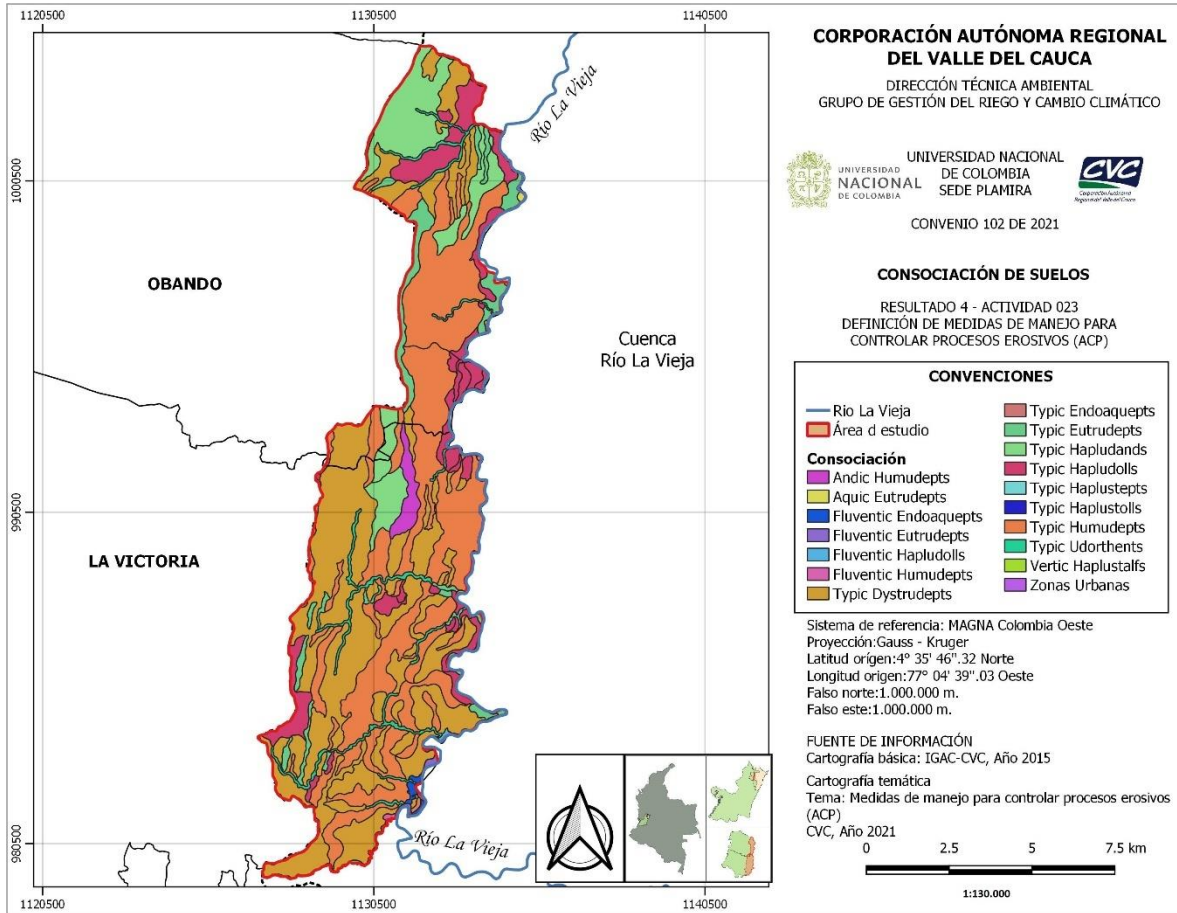 1120500
1130500
1140500
1000500
990500
980500
Río La Vieja
OBANDO
Cuenca
Río La Vieja
LA VICTORIA
Río La Vieja
1120500
1130500
1140500
CORPORACIÓN AUTÓNOMA REGIONAL
DEL VALLE DEL CAUCA
DIRECCIÓN TÉCNICA AMBIENTAL
GRUPO DE GESTIÓN DEL RIEGO Y CAMBIO CLIMÁTICO
UNIVERSIDAD
NACIONAL
DE COLOMBIA
UNIVERSIDAD NACIONAL
DE COLOMBIA
SEDE PLAMIRA
CVC
Corporación Autónoma
Regional del Valle del Cauca
CONVENIO 102 DE 2021
CONSOCIACIÓN DE SUELOS
RESULTADO 4 - ACTIVIDAD 023
DEFINICIÓN DE MEDIDAS DE MANEJO PARA
CONTROLAR PROCESOS EROSIVOS (ACP)
CONVENCIONES
Rio La Vieja
Área d estudio
Consociación
Andic Humudepts
Aquic Eutrudepts
Fluventic Endoaquepts
Fluventic Eutrudepts
Fluventic Hapludolls
Fluventic Humudepts
Typic Dystrudepts
Typic Endoaquepts
Typic Eutrudepts
Typic Hapludands
Typic Hapludolls
Typic Haplustepts
Typic Haplustolls
Typic Humudepts
Typic Udorthents
Vertic Haplustalfs
Zonas Urbanas
Sistema de referencia: MAGNA Colombia Oeste
Proyección:Gauss - Kruger
Latitud orígen:4° 35' 46".32 Norte
Longitud origen:77° 04' 39".03 Oeste
Falso norte:1.000.000 m.
Falso este:1.000.000 m.
FUENTE DE INFORMACIÓN
Cartografía básica: IGAC-CVC, Año 2015
Cartografía temática
Tema: Medidas de manejo para controlar procesos erosivos
(ACP)
CVC, Año 2021
0 2.5 5 7.5 km
1:130.000